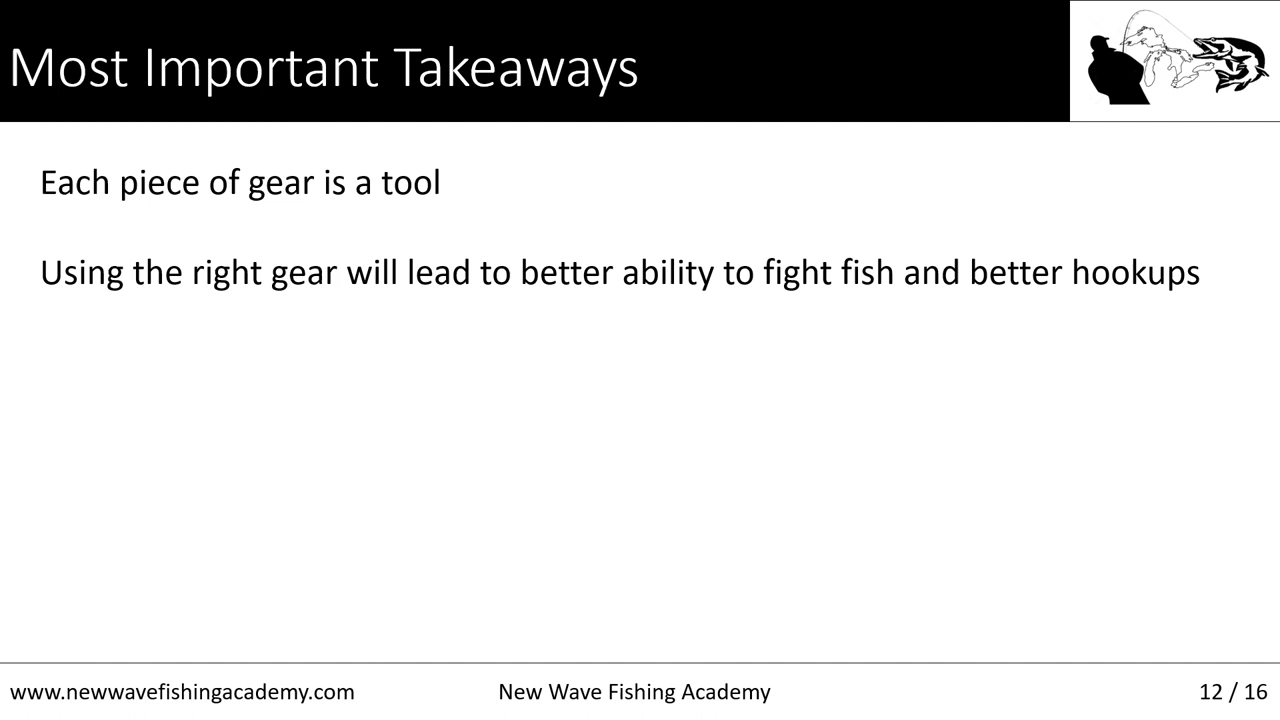 Most Important Takeaways
Each piece of gear is a tool
Using the right gear will lead to better ability to fight fish and better hookups
www.newwavefishingacademy.com
New Wave Fishing Academy
12 / 16